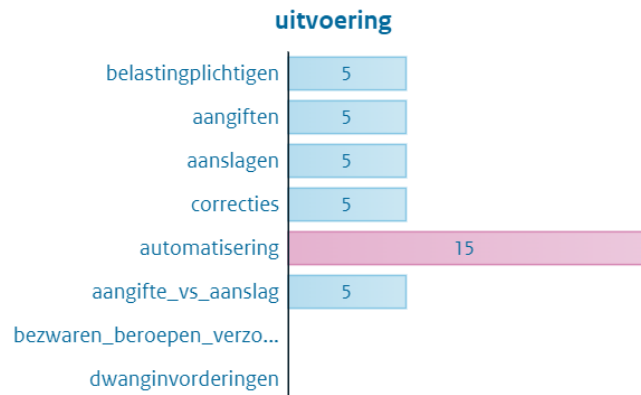 uitvoering
belastingplichtigen 5
aangiften 5
aanslagen 5
correcties 5
automatisering 15
aangifte_vs_aanslag 5
bezwaren_beroepen_verzo...
dwanginvorderingen